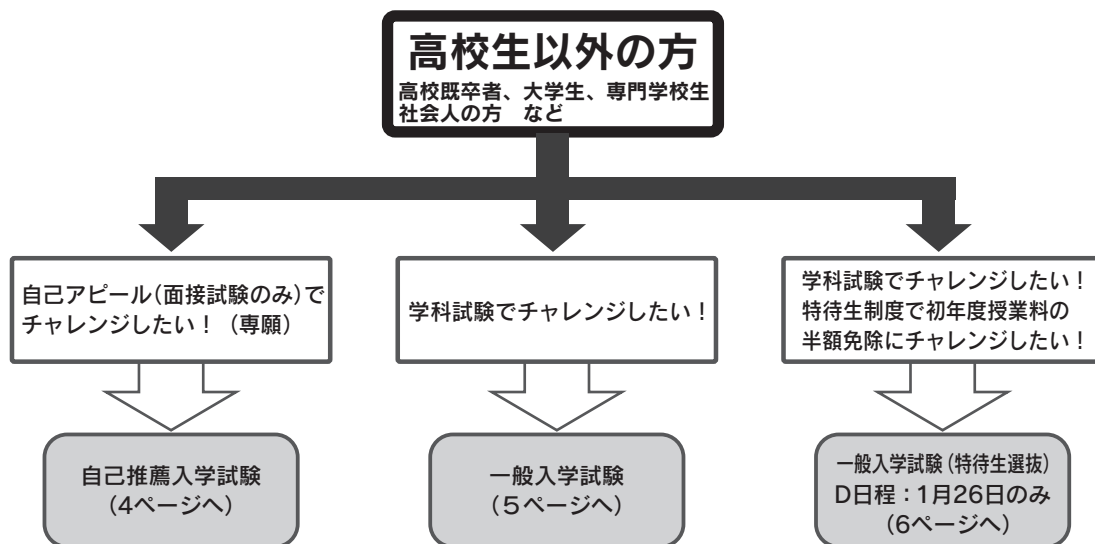 高校生以外の方
高校既卒者、大学生、専門学校生
社会人の方　など
自己アピール(面接試験のみ)で
チャレンジしたい！（専願）
学科試験でチャレンジしたい！
学科試験でチャレンジしたい！
特待生制度で初年度授業料の
半額免除にチャレンジしたい！
自己推薦入学試験
（4ページへ）
一般入学試験
（5ページへ）
一般入学試験（特待生選抜）
D日程：1月26日のみ
（6ページへ）